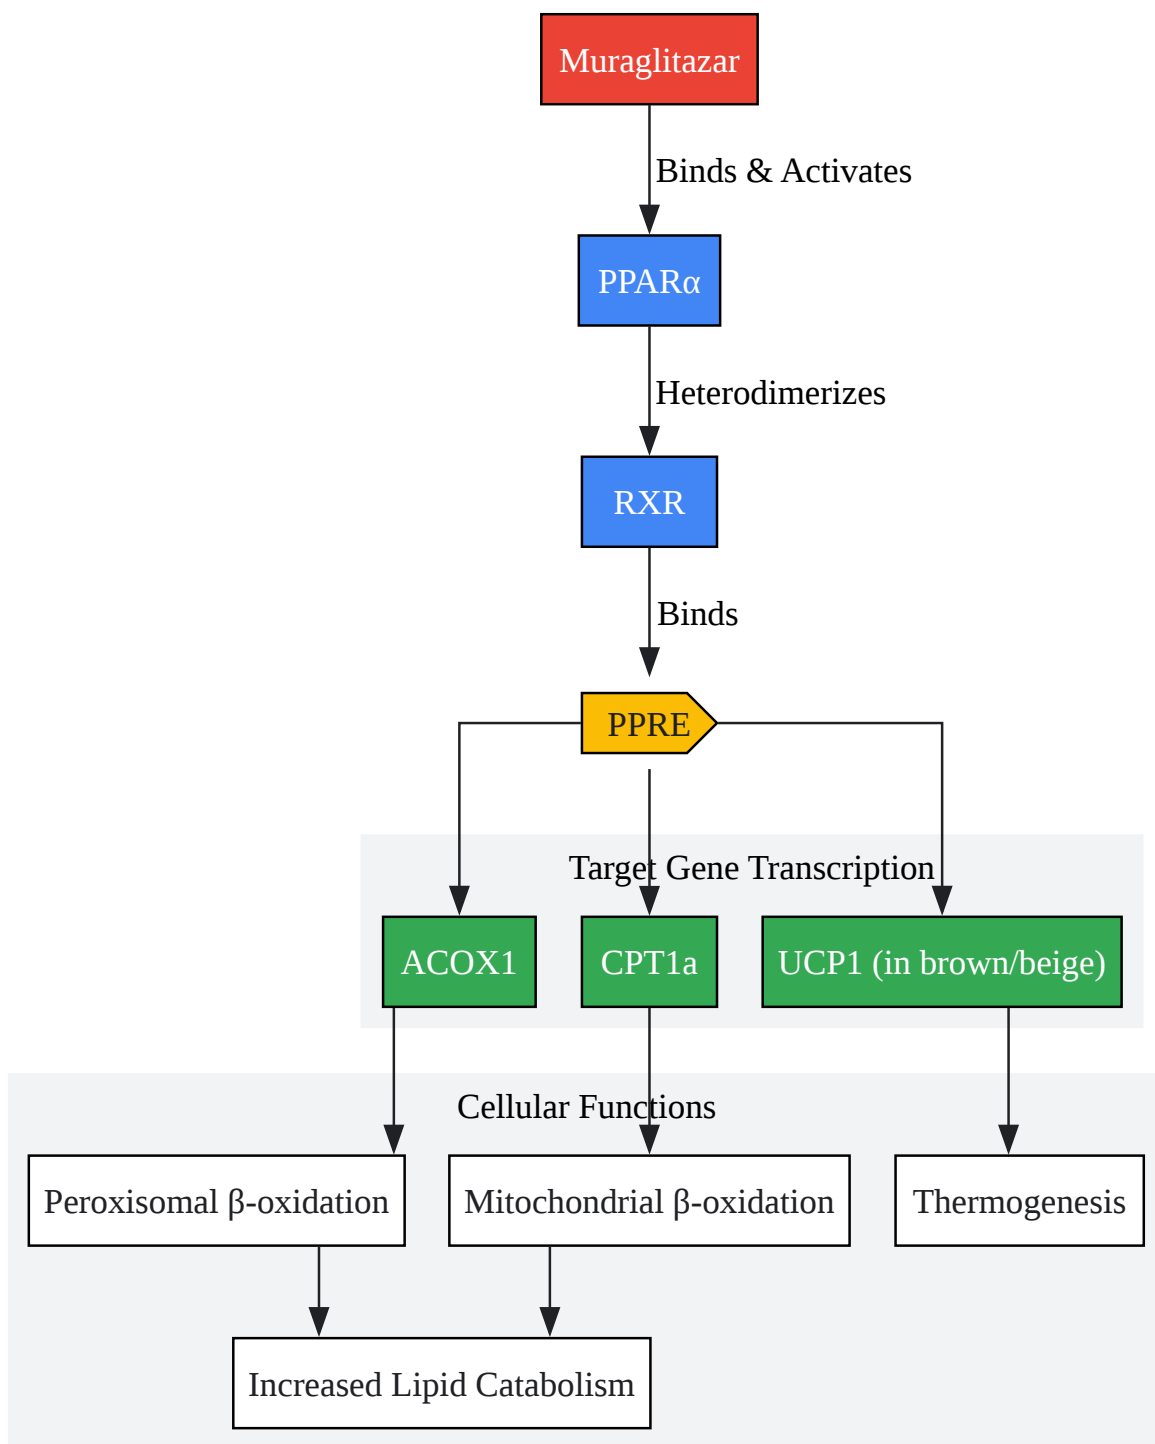 Muraglitazar
Binds & Activates
PPARα
Heterodimerizes
RXR
Binds
PPRE
Target Gene Transcription
ACOX1
CPT1a
UCP1 (in brown/beige)
Cellular Functions
Peroxisomal β-oxidation
Mitochondrial β-oxidation
Thermogenesis
Increased Lipid Catabolism